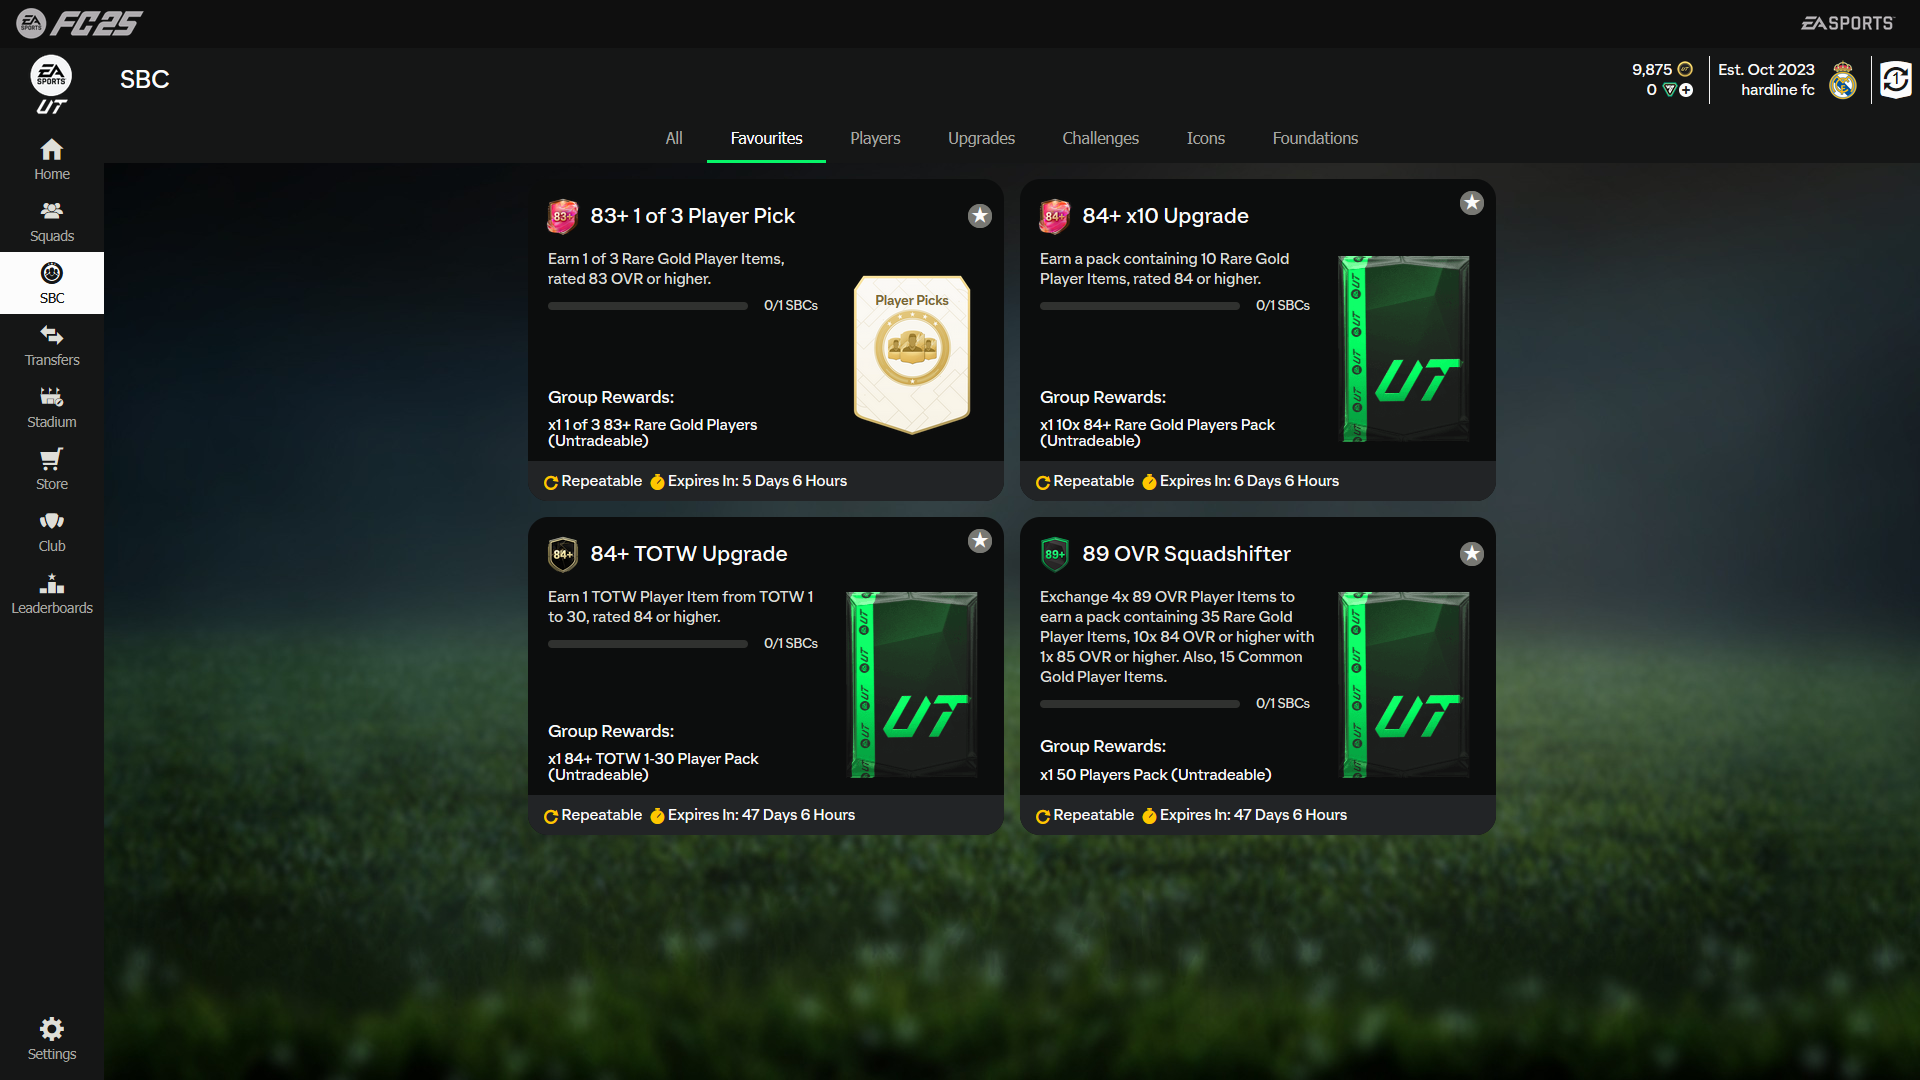 EA SPORTS FC 25
EA SPORTS
EA SPORTS
UT
SBC
9,875
0
Est. Oct 2023
hardline fc
1
All
Favourites
Players
Upgrades
Challenges
Icons
Foundations
Home
Squads
SBC
Transfers
Stadium
Store
Club
Leaderboards
Settings
83+
83+ 1 of 3 Player Pick
Earn 1 of 3 Rare Gold Player Items,
rated 83 OVR or higher.
0/1 SBCs
Player Picks
Group Rewards:
x1 1 of 3 83+ Rare Gold Players
(Untradeable)
Repeatable
Expires In: 5 Days 6 Hours
84+
84+ x10 Upgrade
Earn a pack containing 10 Rare Gold
Player Items, rated 84 or higher.
0/1 SBCs
UT
Group Rewards:
x1 10x 84+ Rare Gold Players Pack
(Untradeable)
Repeatable
Expires In: 6 Days 6 Hours
84+
84+ TOTW Upgrade
Earn 1 TOTW Player Item from TOTW 1
to 30, rated 84 or higher.
0/1 SBCs
UT
Group Rewards:
x1 84+ TOTW 1-30 Player Pack
(Untradeable)
Repeatable
Expires In: 47 Days 6 Hours
89+
89 OVR Squadshifter
Exchange 4x 89 OVR Player Items to
earn a pack containing 35 Rare Gold
Player Items, 10x 84 OVR or higher with
1x 85 OVR or higher. Also, 15 Common
Gold Player Items.
0/1 SBCs
UT
Group Rewards:
x1 50 Players Pack (Untradeable)
Repeatable
Expires In: 47 Days 6 Hours